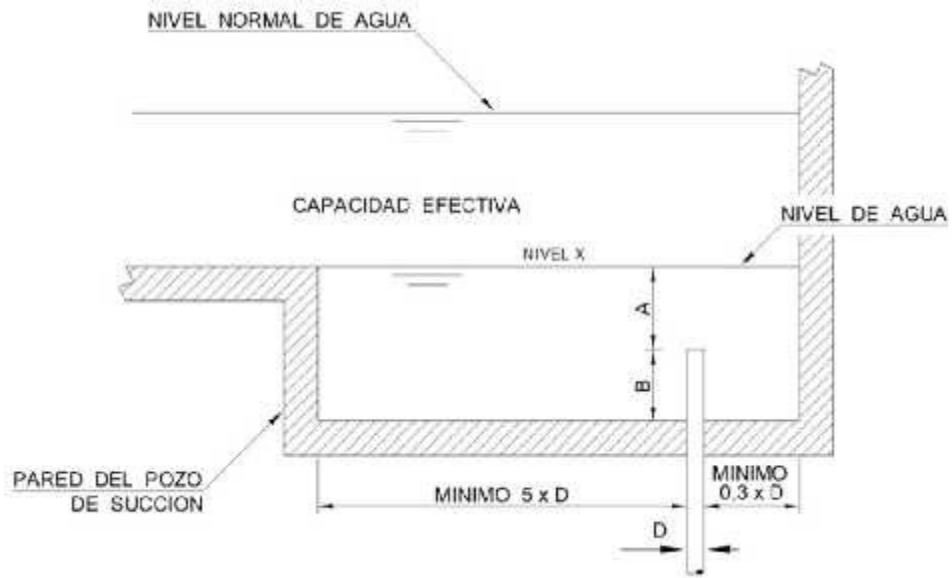 NIVEL NORMAL DE AGUA
CAPACIDAD EFECTIVA
NIVEL DE AGUA
NIVEL X
A
B
PARED DEL POZO
DE SUCCION
MINIMO 5 x D
MINIMO
0,3 x D
D